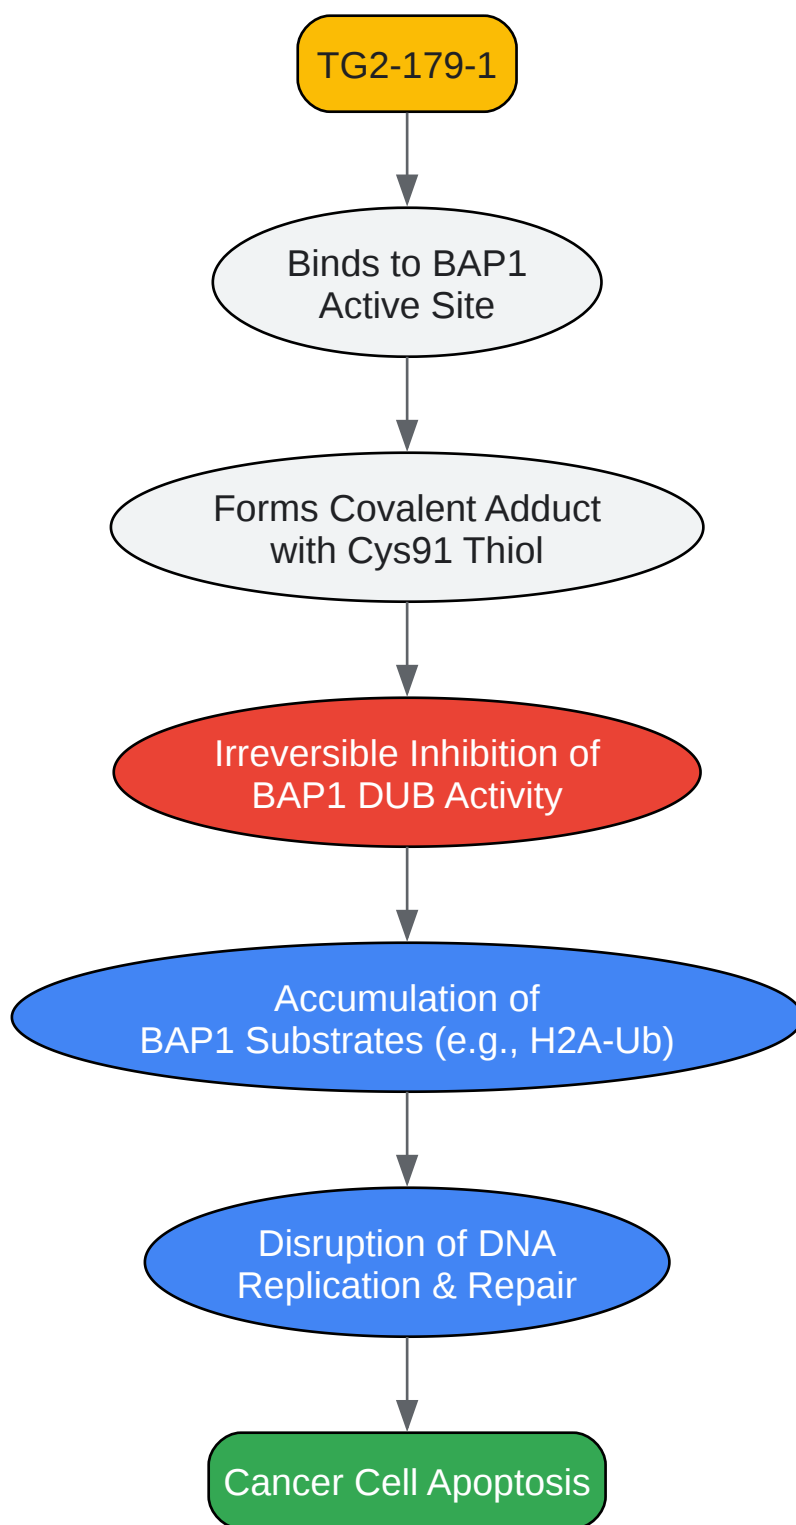 TG2-179-1
Binds to BAP1
Active Site
Forms Covalent Adduct
with Cys91 Thiol
Irreversible Inhibition of
BAP1 DUB Activity
Accumulation of
BAP1 Substrates (e.g., H2A-Ub)
Disruption of DNA
Replication & Repair
Cancer Cell Apoptosis